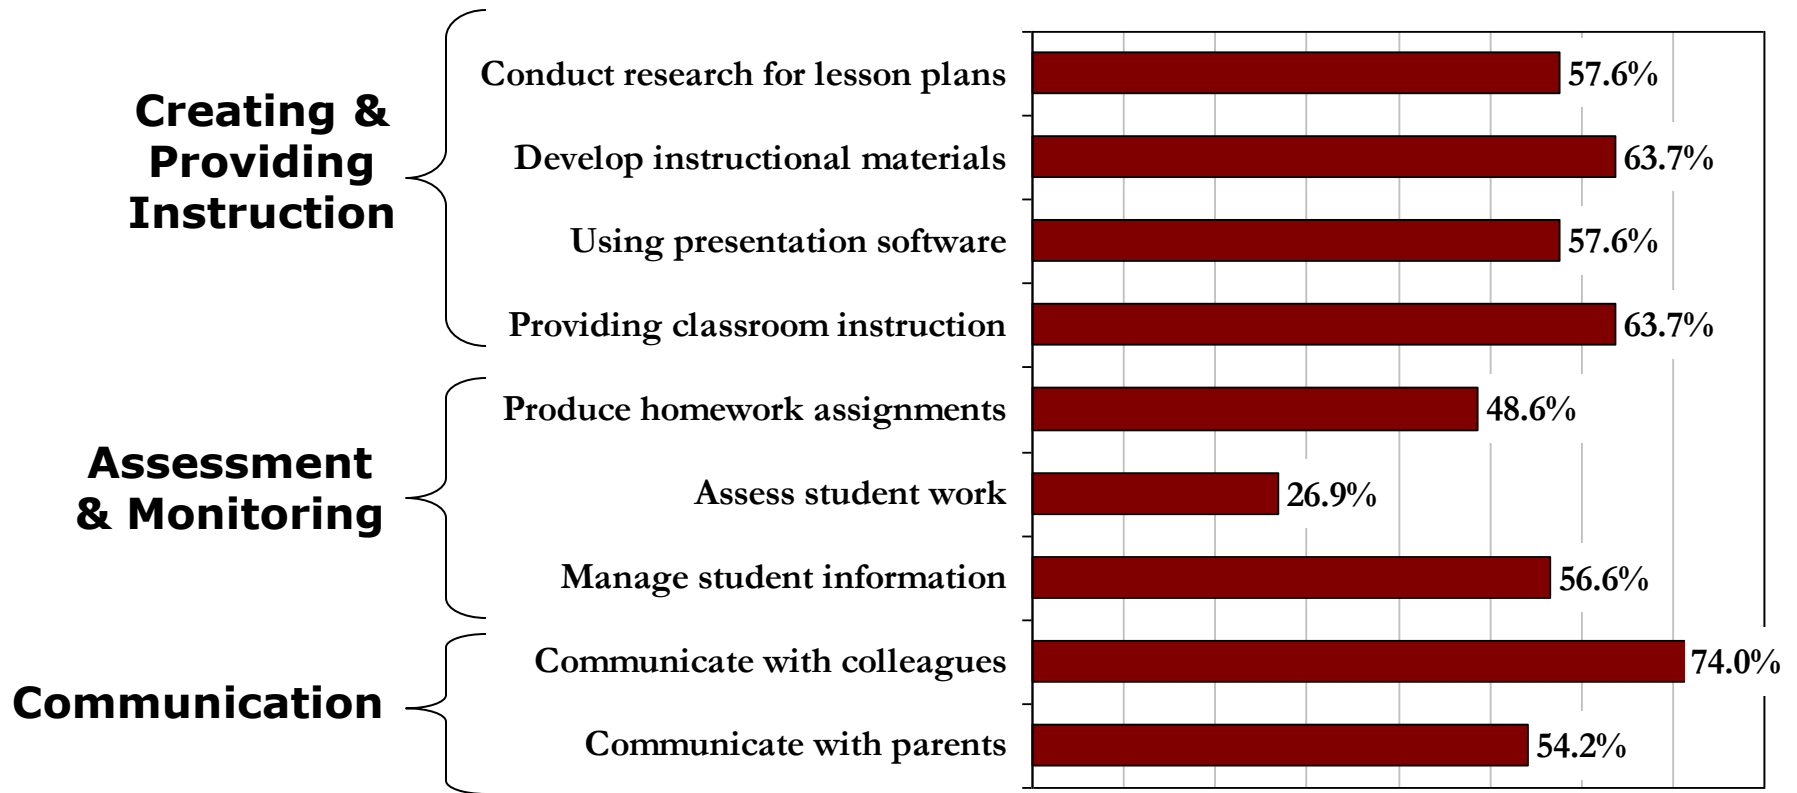 Creating &
Providing
Instruction
Conduct research for lesson plans 57.6%
Develop instructional materials 63.7%
Using presentation software 57.6%
Providing classroom instruction 63.7%
Assessment
& Monitoring
Produce homework assignments 48.6%
Assess student work 26.9%
Manage student information 56.6%
Communication
Communicate with colleagues 74.0%
Communicate with parents 54.2%